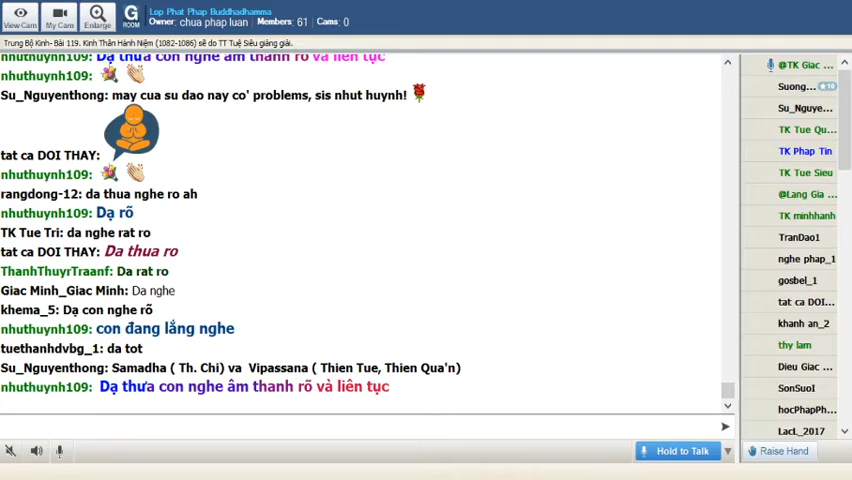 View Cam
My Cam
Enlarge
G
ROOM
Lop Phat Phap Buddhadhamma
Owner: chua phap luan
Members: 61
Cams: 0
Trung Bộ Kinh- Bài 119. Kinh Thân Hành Niệm (1082-1086) sẽ do TT Tuệ Siêu giảng giải.
nhuthuynh109: Dạ thưa con nghe âm thanh rõ và liên tục
nhuthuynh109:
Su_Nguyenthong: may cua su dao nay co' problems, sis nhut huynh!
tat ca DOI THAY:
nhuthuynh109:
rangdong-12: da thua nghe ro ah
nhuthuynh109: Dạ rõ
TK Tue Tri: da nghe rat ro
tat ca DOI THAY: Da thua ro
ThanhThuyrTraanf: Da rat ro
Giac Minh_Giac Minh: Da nghe
khema_5: Dạ con nghe rõ
nhuthuynh109: con đang lắng nghe
tuethanhdvbg_1: da tot
Su_Nguyenthong: Samadha ( Th. Chi) va Vipassana ( Thien Tue, Thien Qua'n)
nhuthuynh109: Dạ thưa con nghe âm thanh rõ và liên tục
Hold to Talk
@TK Giac ...
Suong... 10
Su_Nguye...
TK Tue Qu...
TK Phap Tin
TK Tue Sieu
@Lang Gia ...
TK minhhanh
TranDao1
nghe phap_1
gosbel_1
tat ca DOI...
khanh an_2
thy lam
Dieu Giac ...
SonSuoI
hocPhapPh...
LacL_2017
Raise Hand